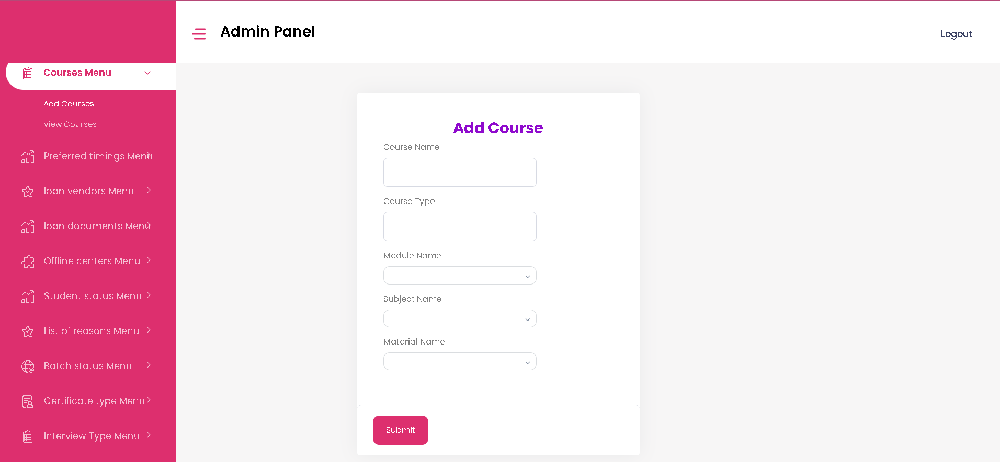 Admin Panel
Logout
Courses Menu
Add Courses
View Courses
Preferred timings Menu
loan vendors Menu
loan documents Menu
Offline centers Menu
Student status Menu
List of reasons Menu
Batch status Menu
Certificate type Menu
Interview Type Menu
Add Course
Course Name
Course Type
Module Name
Subject Name
Material Name
Submit